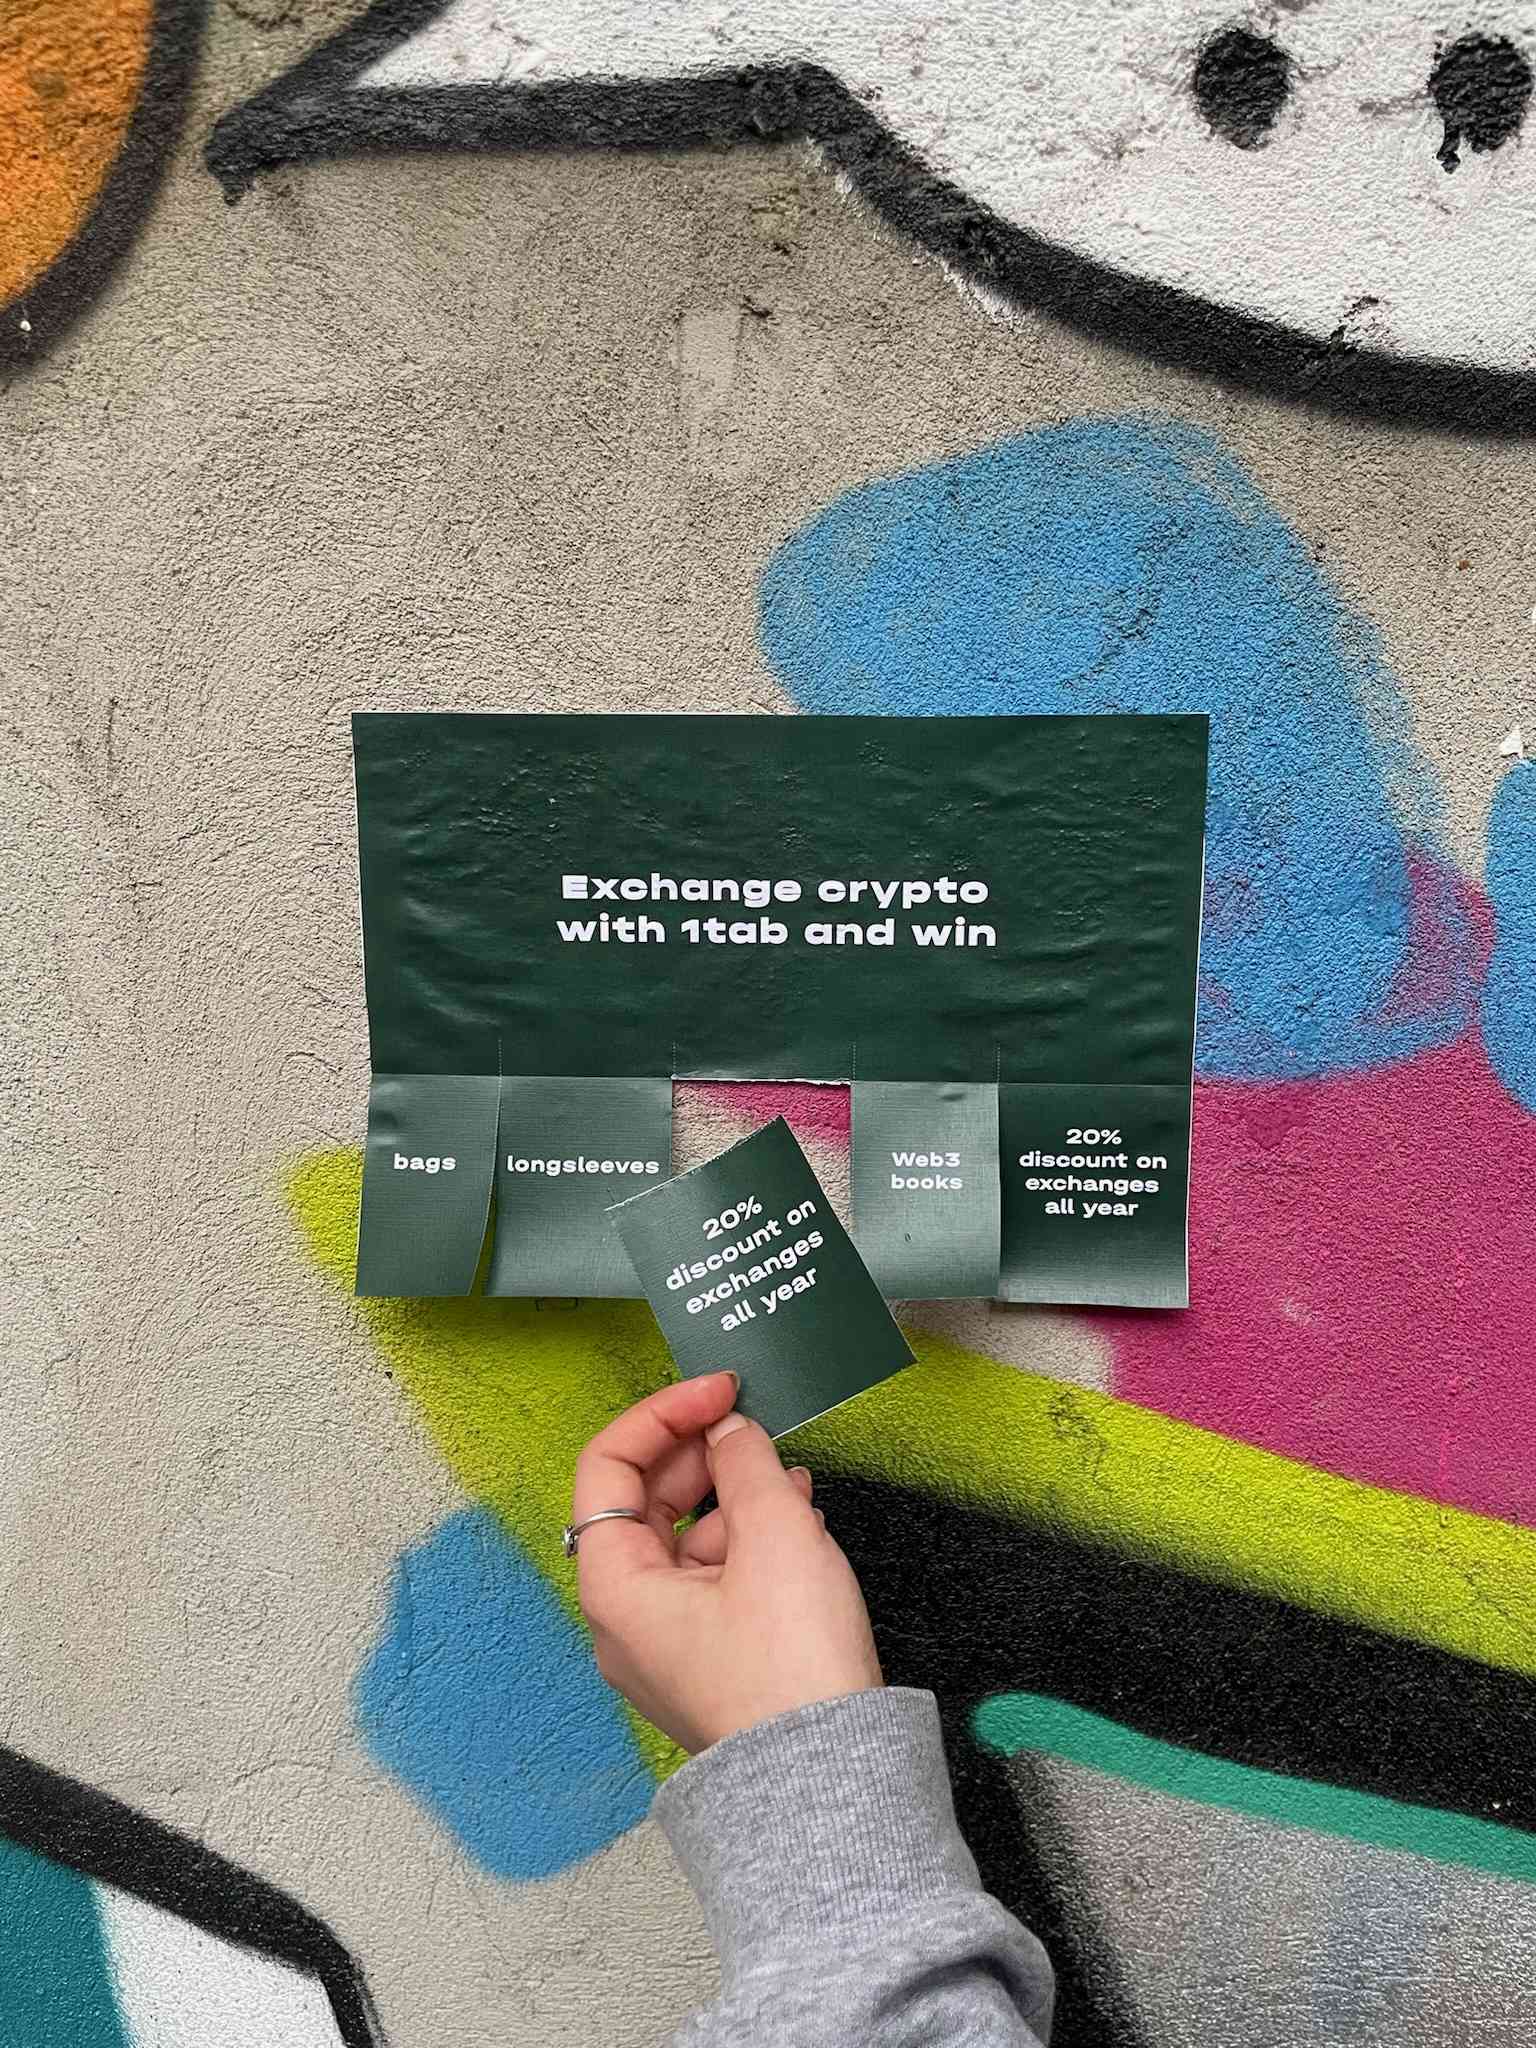 Exchange crypto
with 1tab and win
bags
longsleeves
20%
discount on
exchanges
all year
Web3
books
20%
discount on
exchanges
all year